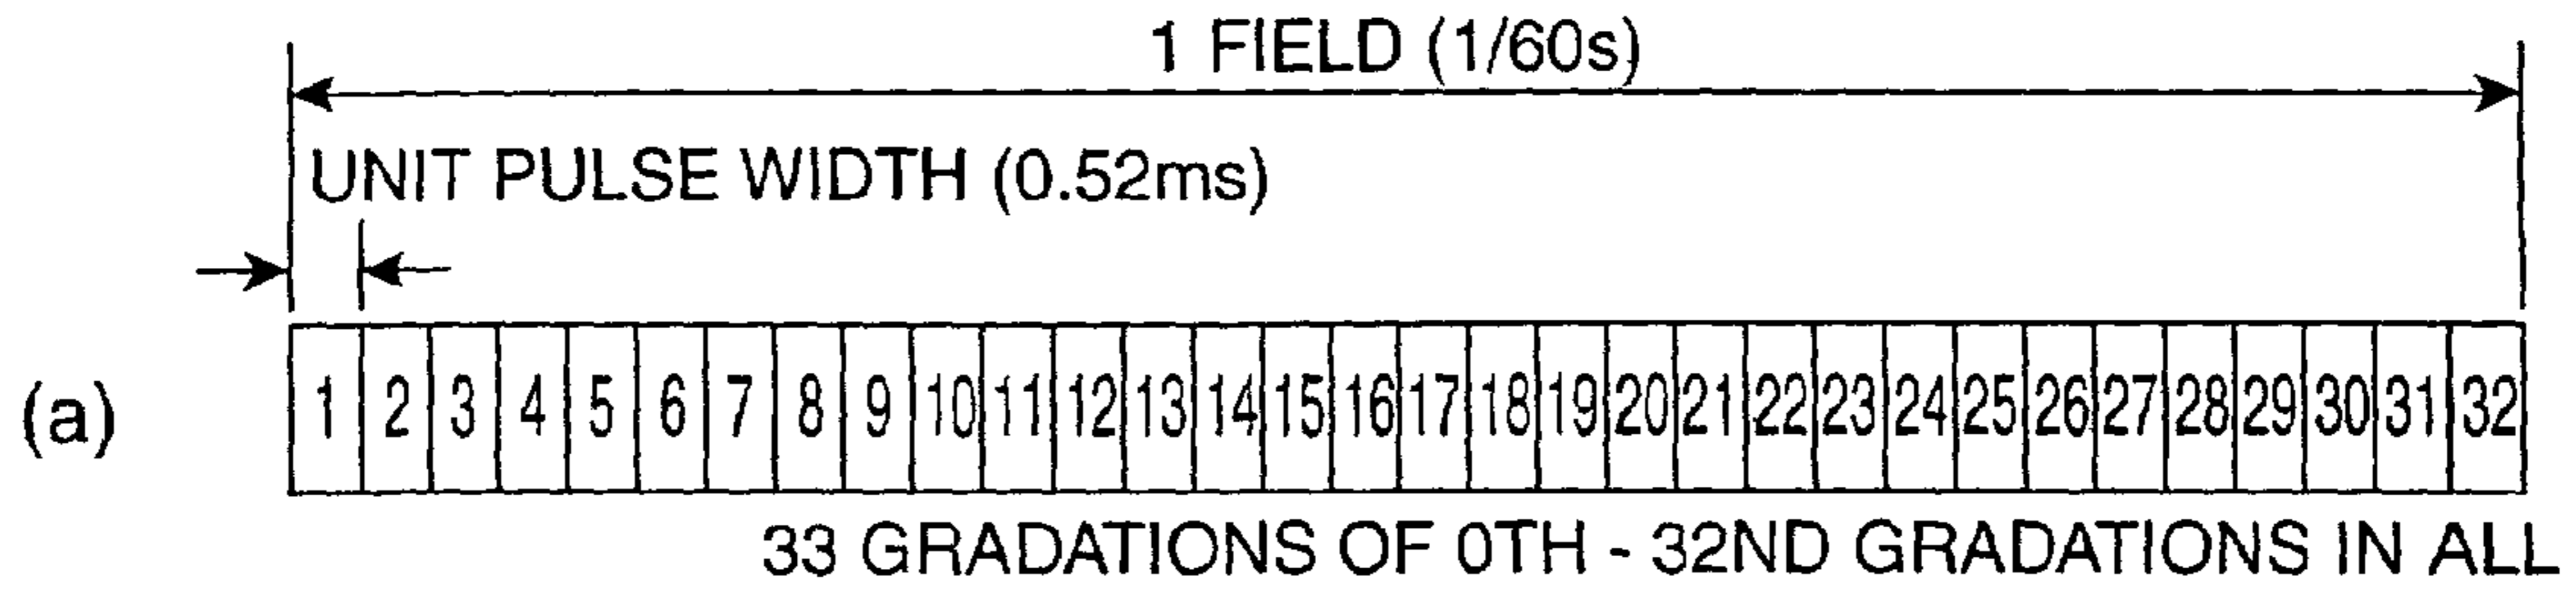 1 FIELD (1/60s)
UNIT PULSE WIDTH (0.52ms)
(a) 1 2 3 4 5 6 7 8 9 10 11 12 13 14 15 16 17 18 19 20 21 22 23 24 25 26 27 28 29 30 31 32
33 GRADATIONS OF 0TH - 32ND GRADATIONS IN ALL